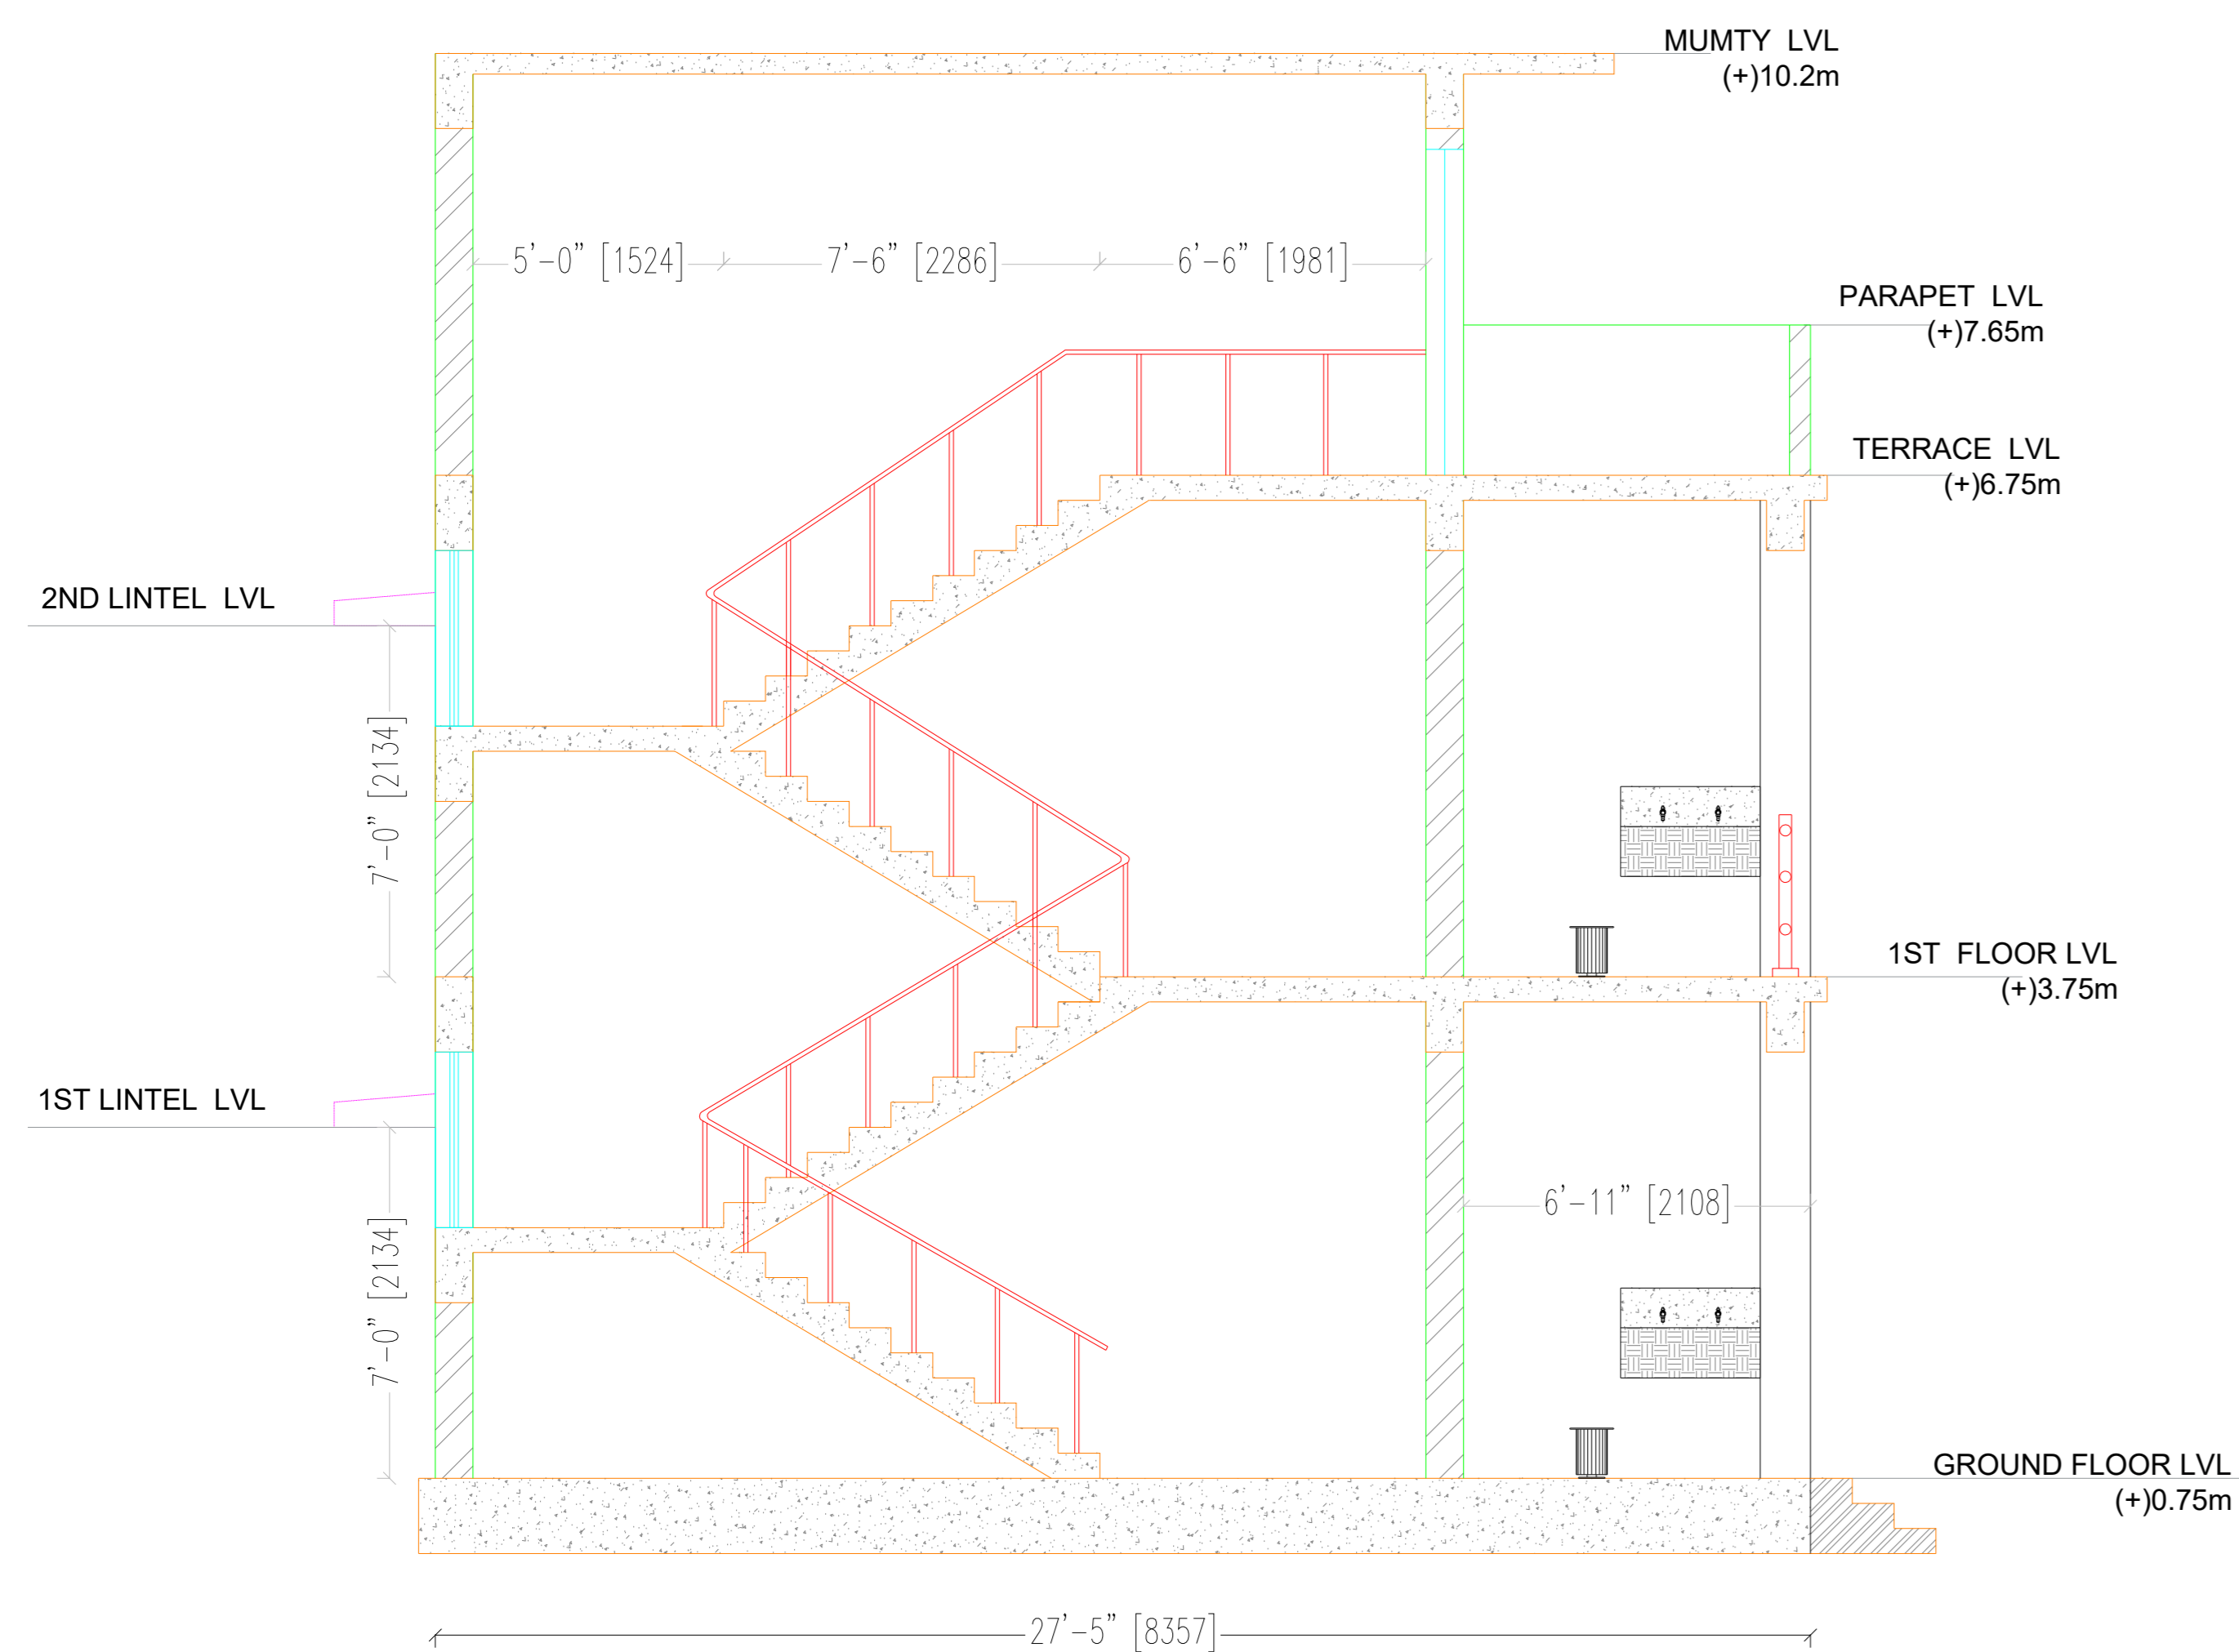 MUMTY LVL
(+)10.2m
5'-0" [1524]
7'-6" [2286]
6'-6" [1981]
PARAPET LVL
(+)7.65m
TERRACE LVL
(+)6.75m
2ND LINTEL LVL
7'-0" [2134]
1ST FLOOR LVL
(+)3.75m
1ST LINTEL LVL
6'-11" [2108]
7'-0" [2134]
GROUND FLOOR LVL
(+)0.75m
27'-5" [8357]